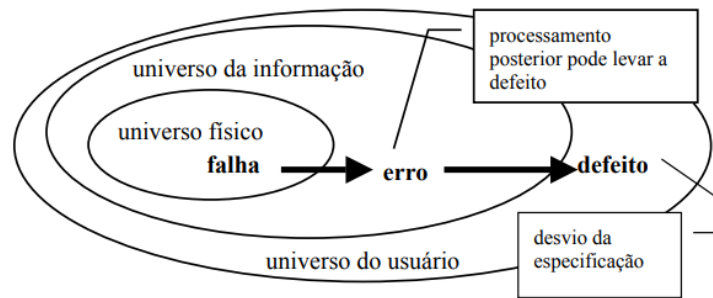 processamento
posterior pode levar a
defeito
universo da informação
universo físico
falha
erro
defeito
desvio da
especificação
universo do usuário